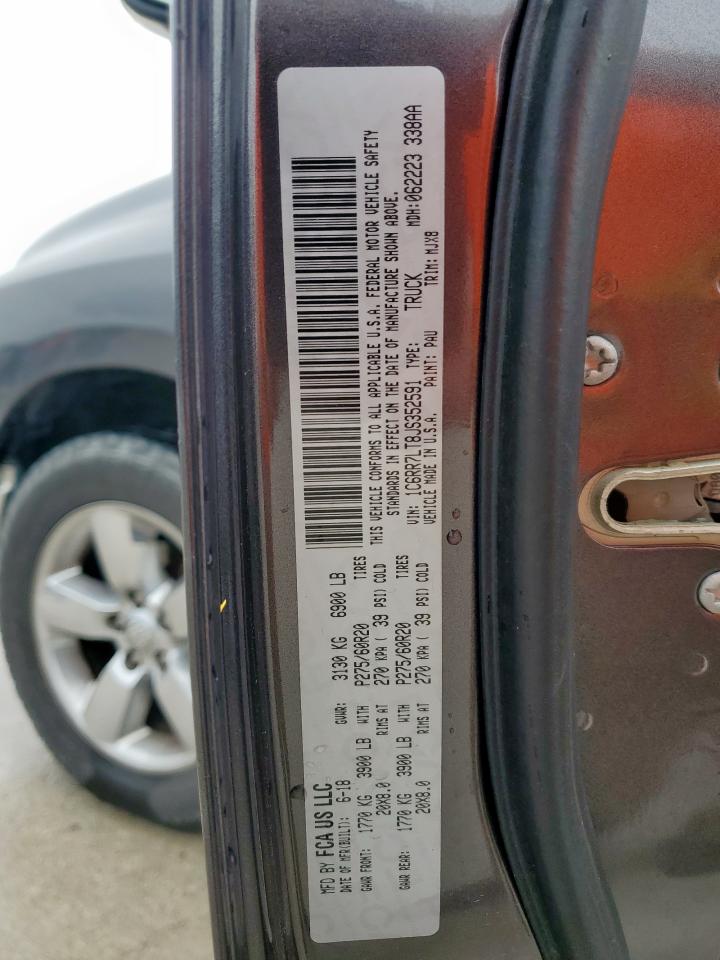 MFD BY FCA US LLC
DATE OF MFR(BUILT): 6-18 GVWR: 3130 KG 6900 LB
GAWR FRONT: 1770 KG 3900 LB WITH P275/60R20 TIRES
20X8.0 RIMS AT 270 KPA ( 39 PSI) COLD
GAWR REAR: 1770 KG 3900 LB WITH P275/60R20 TIRES
20X8.0 RIMS AT 270 KPA ( 39 PSI) COLD
THIS VEHICLE CONFORMS TO ALL APPLICABLE U.S.A. FEDERAL MOTOR VEHICLE SAFETY
STANDARDS IN EFFECT ON THE DATE OF MANUFACTURE SHOWN ABOVE.
VIN: 1C6RR7LT8JS352591 TYPE: TRUCK MDH:062223 338AA
VEHICLE MADE IN U.S.A. PAINT: PAU TRIM: MJX8